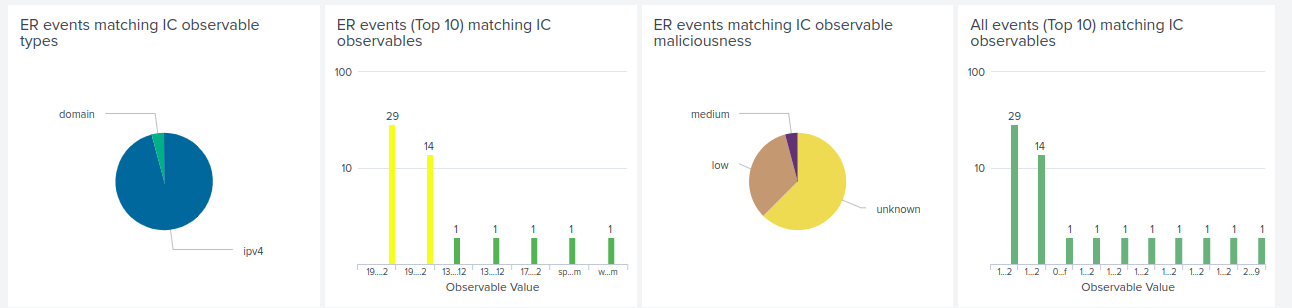 ER events matching IC observable
types
domain
ipv4
ER events (Top 10) matching IC
observables
100
10
29
14
1
1
1
1
1
19....2
19....2
13....12
13....12
17....2
sp...m
w...m
Observable Value
ER events matching IC observable
maliciousness
medium
low
unknown
All events (Top 10) matching IC
observables
100
10
29
14
1
1
1
1
1
1
1
1
1...2
1...2
0...f
1...2
1...2
1...2
1...2
1...2
1...2
2...9
Observable Value